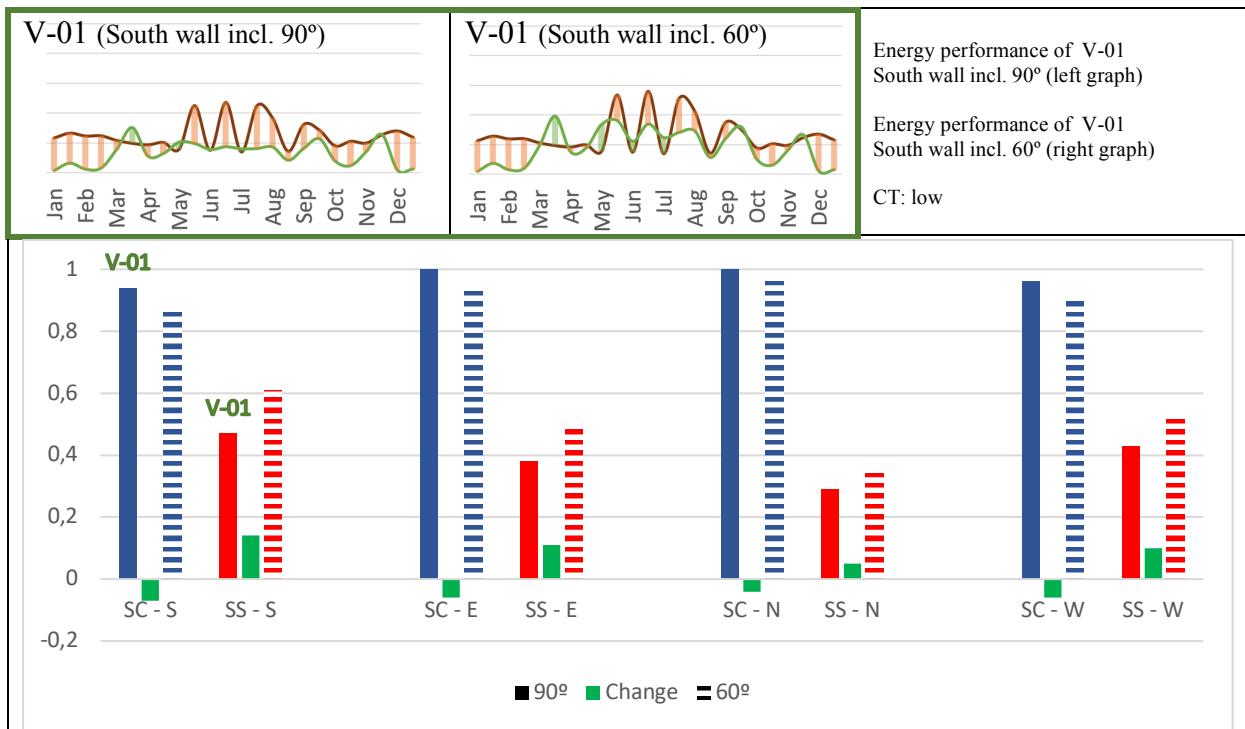 V-01 (South wall incl. 90º)
Jan Feb Mar Apr May Jun Jul Aug Sep Oct Nov Dec
V-01 (South wall incl. 60º)
Jan Feb Mar Apr May Jun Jul Aug Sep Oct Nov Dec
Energy performance of V-01
South wall incl. 90º (left graph)
Energy performance of V-01
South wall incl. 60º (right graph)
CT: low
V-01
V-01
1
0,8
0,6
0,4
0,2
0
-0,2
SC - S SS - S SC - E SS - E SC - N SS - N SC - W SS - W
90º Change 60º